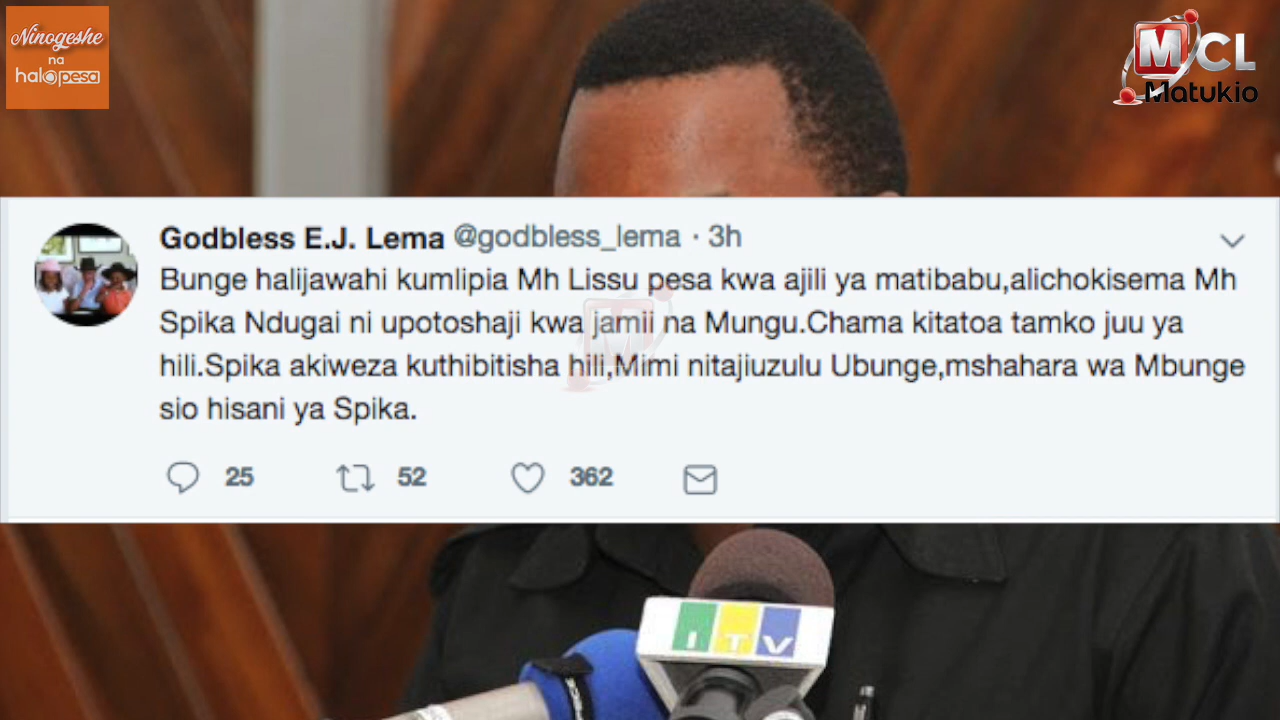 Ninogeshe
na
halopesa
MCL
Matukio
Godbless E.J. Lema @godbless_lema · 3h
Bunge halijawahi kumlipia Mh Lissu pesa kwa ajili ya matibabu,alichokisema Mh
Spika Ndugai ni upotoshaji kwa jamii na Mungu.Chama kitatoa tamko juu ya
hili.Spika akiweza kuthibitisha hili,Mimi nitajiuzulu Ubunge,mshahara wa Mbunge
sio hisani ya Spika.
25 52 362
ITV